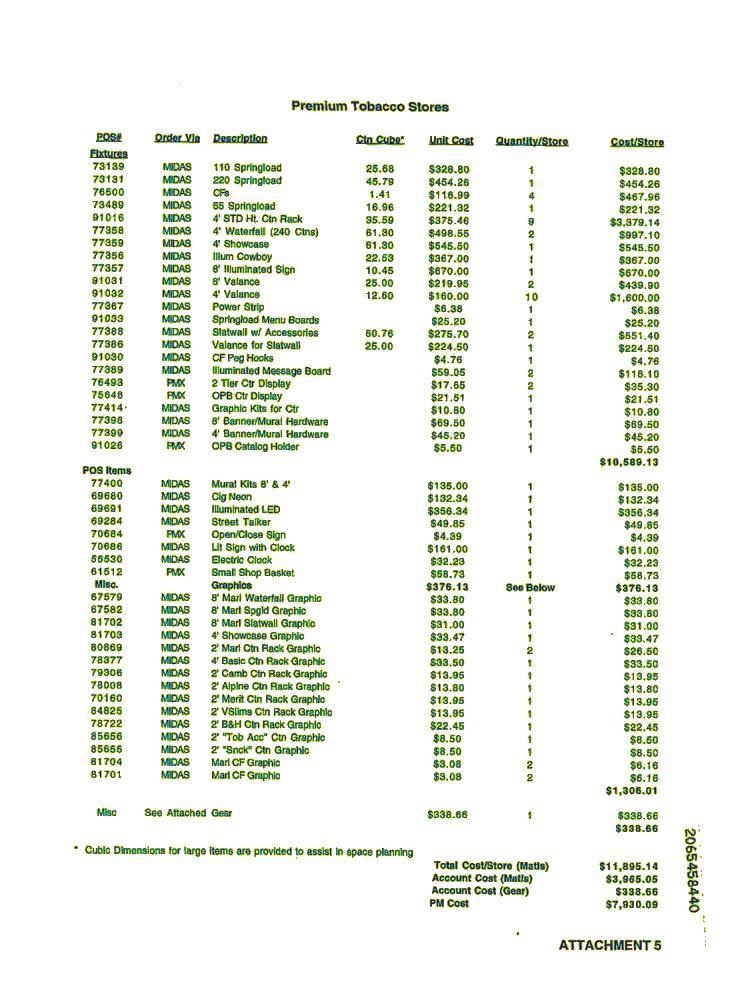 Premium Tobacco Stores
POS# Order Via Description Ctn Cube* Unit Cost Quantity/Store Cost/Store
Fixtures
73139 MIDAS 110 Springload 25.68 $328.80 1 $328.80
73131 MIDAS 220 Springload 45.79 $454.26 1 $454.26
76500 MIDAS CFs 1.41 $116.99 4 $467.96
73489 MIDAS 55 Springload 16.96 $221.32 1 $221.32
91016 MIDAS 4' STD Ht. Ctn Rack 35.59 $375.46 9 $3,379.14
77358 MIDAS 4' Waterfall (240 Ctns) 61.30 $498.55 2 $997.10
77359 MIDAS 4' Showcase 61.30 $545.50 1 $545.50
77356 MIDAS Illum Cowboy 22.53 $367.00 1 $367.00
77357 MIDAS 8' Illuminated Sign 10.45 $670.00 1 $670.00
91031 MIDAS 8' Valance 25.00 $219.95 2 $439.90
91032 MIDAS 4' Valance 12.60 $160.00 10 $1,600.00
77367 MIDAS Power Strip $6.38 1 $6.38
91033 MIDAS Springload Menu Boards $25.20 1 $25.20
77388 MIDAS Slatwall w/ Accessories 60.76 $275.70 2 $551.40
77386 MIDAS Valance for Slatwall 25.00 $224.50 1 $224.50
91030 MIDAS CF Peg Hooks $4.76 1 $4.76
77389 MIDAS Illuminated Message Board $59.05 2 $118.10
76493 PMX 2 Tier Ctr Display $17.65 2 $35.30
75648 PMX OPB Ctr Display $21.51 1 $21.51
77414 MIDAS Graphic Kits for Ctr $10.80 1 $10.80
77398 MIDAS 8' Banner/Mural Hardware $69.50 1 $69.50
77399 MIDAS 4' Banner/Mural Hardware $45.20 1 $45.20
91026 PMX OPB Catalog Holder $5.50 1 $5.50
$10,589.13
POS Items
77400 MIDAS Mural Kits 8' & 4' $135.00 1 $135.00
69680 MIDAS Cig Neon $132.34 1 $132.34
69691 MIDAS Illuminated LED $356.34 1 $356.34
69284 MIDAS Street Talker $49.85 1 $49.85
70684 PMX Open/Close Sign $4.39 1 $4.39
70686 MIDAS Lit Sign with Clock $161.00 1 $161.00
56530 MIDAS Electric Clock $32.23 1 $32.23
61512 PMX Small Shop Basket $58.73 1 $58.73
Misc. Graphics $376.13 See Below $376.13
67579 MIDAS 8' Marl Waterfall Graphic $33.80 1 $33.80
67582 MIDAS 8' Marl Spgld Graphic $33.80 1 $33.80
81702 MIDAS 8' Marl Slatwall Graphic $31.00 1 $31.00
81703 MIDAS 4' Showcase Graphic $33.47 1 $33.47
80869 MIDAS 2' Marl Ctn Rack Graphic $13.25 2 $26.50
78377 MIDAS 4' Basic Ctn Rack Graphic $33.50 1 $33.50
79306 MIDAS 2' Camb Ctn Rack Graphic $13.95 1 $13.95
78008 MIDAS 2' Alpine Ctn Rack Graphic $13.80 1 $13.80
70160 MIDAS 2' Merit Ctn Rack Graphic $13.95 1 $13.95
84825 MIDAS 2' VSlims Ctn Rack Graphic $13.95 1 $13.95
78722 MIDAS 2' B&H Ctn Rack Graphic $22.45 1 $22.45
85656 MIDAS 2' "Tob Acc" Ctn Graphic $8.50 1 $8.50
85655 MIDAS 2' "Snck" Ctn Graphic $8.50 1 $8.50
81704 MIDAS Marl CF Graphic $3.08 2 $6.16
81701 MIDAS Marl CF Graphic $3.08 2 $6.16
$1,306.01
Misc See Attached Gear $338.66 1 $338.66
$338.66
* Cubic Dimensions for large items are provided to assist in space planning
Total Cost/Store (Matls) $11,895.14
Account Cost (Matls) $3,965.05
Account Cost (Gear) $338.66
PM Cost $7,930.09
2065458440
ATTACHMENT 5